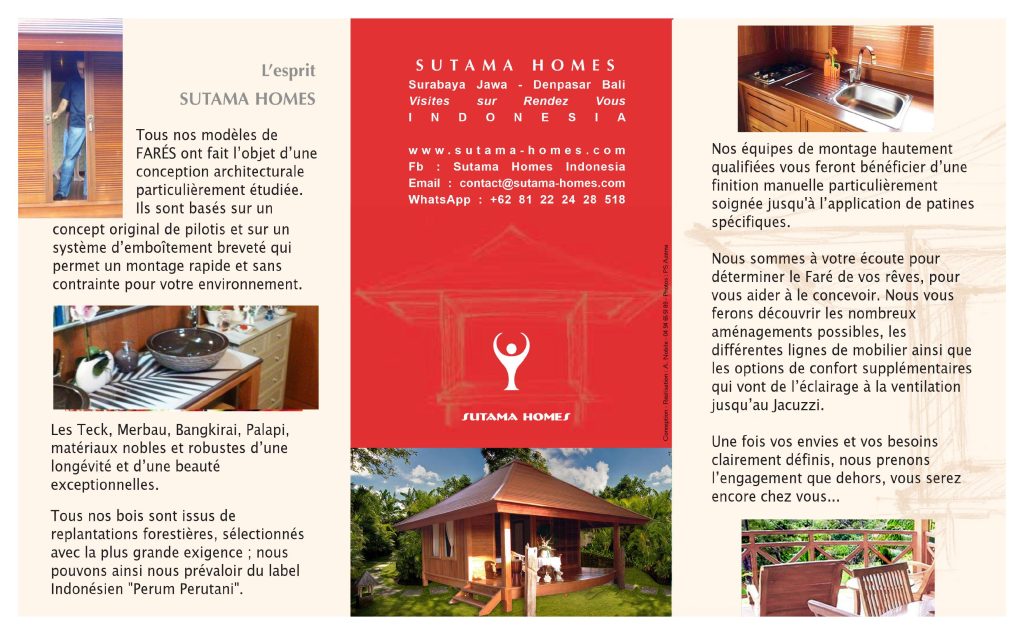 L'esprit
SUTAMA HOMES
Tous nos modèles de
FARÉS ont fait l'objet d'une
conception architecturale
particulièrement étudiée.
Ils sont basés sur un
concept original de pilotis et sur un
système d'emboîtement breveté qui
permet un montage rapide et sans
contrainte pour votre environnement.
Les Teck, Merbau, Bangkirai, Palapi,
matériaux nobles et robustes d'une
longévité et d'une beauté
exceptionnelles.
Tous nos bois sont issus de
replantations forestières, sélectionnés
avec la plus grande exigence ; nous
pouvons ainsi nous prévaloir du label
Indonésien "Perum Perutani".
SUTAMA HOMES
Surabaya Jawa - Denpasar Bali
Visites sur Rendez Vous
INDONESIA
www.sutama-homes.com
Fb : Sutama Homes Indonesia
Email : contact@sutama-homes.com
WhatsApp : +62 81 22 24 28 518
SUTAMA HOMES
Nos équipes de montage hautement
qualifiées vous feront bénéficier d'une
finition manuelle particulièrement
soignée jusqu'à l'application de patines
spécifiques.
Nous sommes à votre écoute pour
déterminer le Faré de vos rêves, pour
vous aider à le concevoir. Nous vous
ferons découvrir les nombreux
aménagements possibles, les
différentes lignes de mobilier ainsi que
les options de confort supplémentaires
qui vont de l'éclairage à la ventilation
jusqu'au Jacuzzi.
Une fois vos envies et vos besoins
clairement définis, nous prenons
l'engagement que dehors, vous serez
encore chez vous...